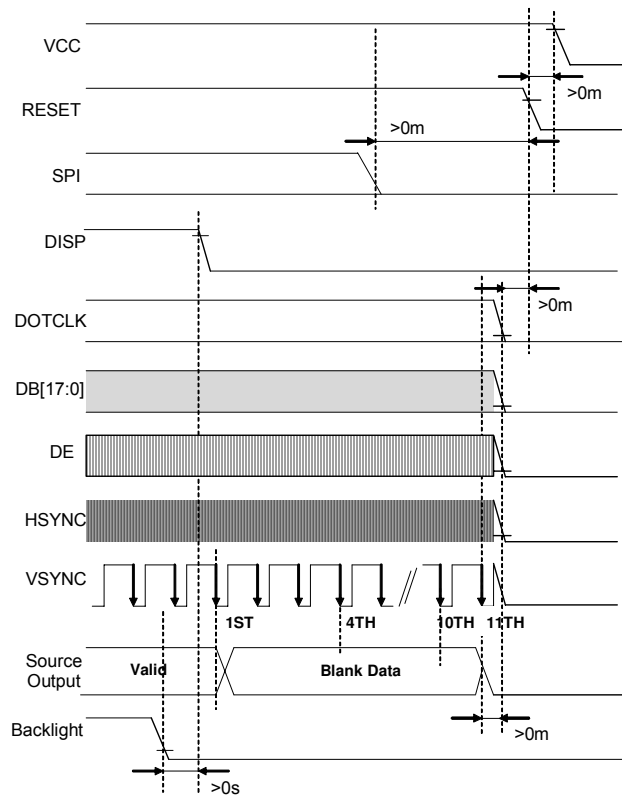 VCC
>0m
RESET
>0m
SPI
DISP
>0m
DOTCLK
DB[17:0]
DE
HSYNC
VSYNC
1ST
4TH
10TH
11TH
Source
Output
Valid
Blank Data
Backlight
>0m
>0s